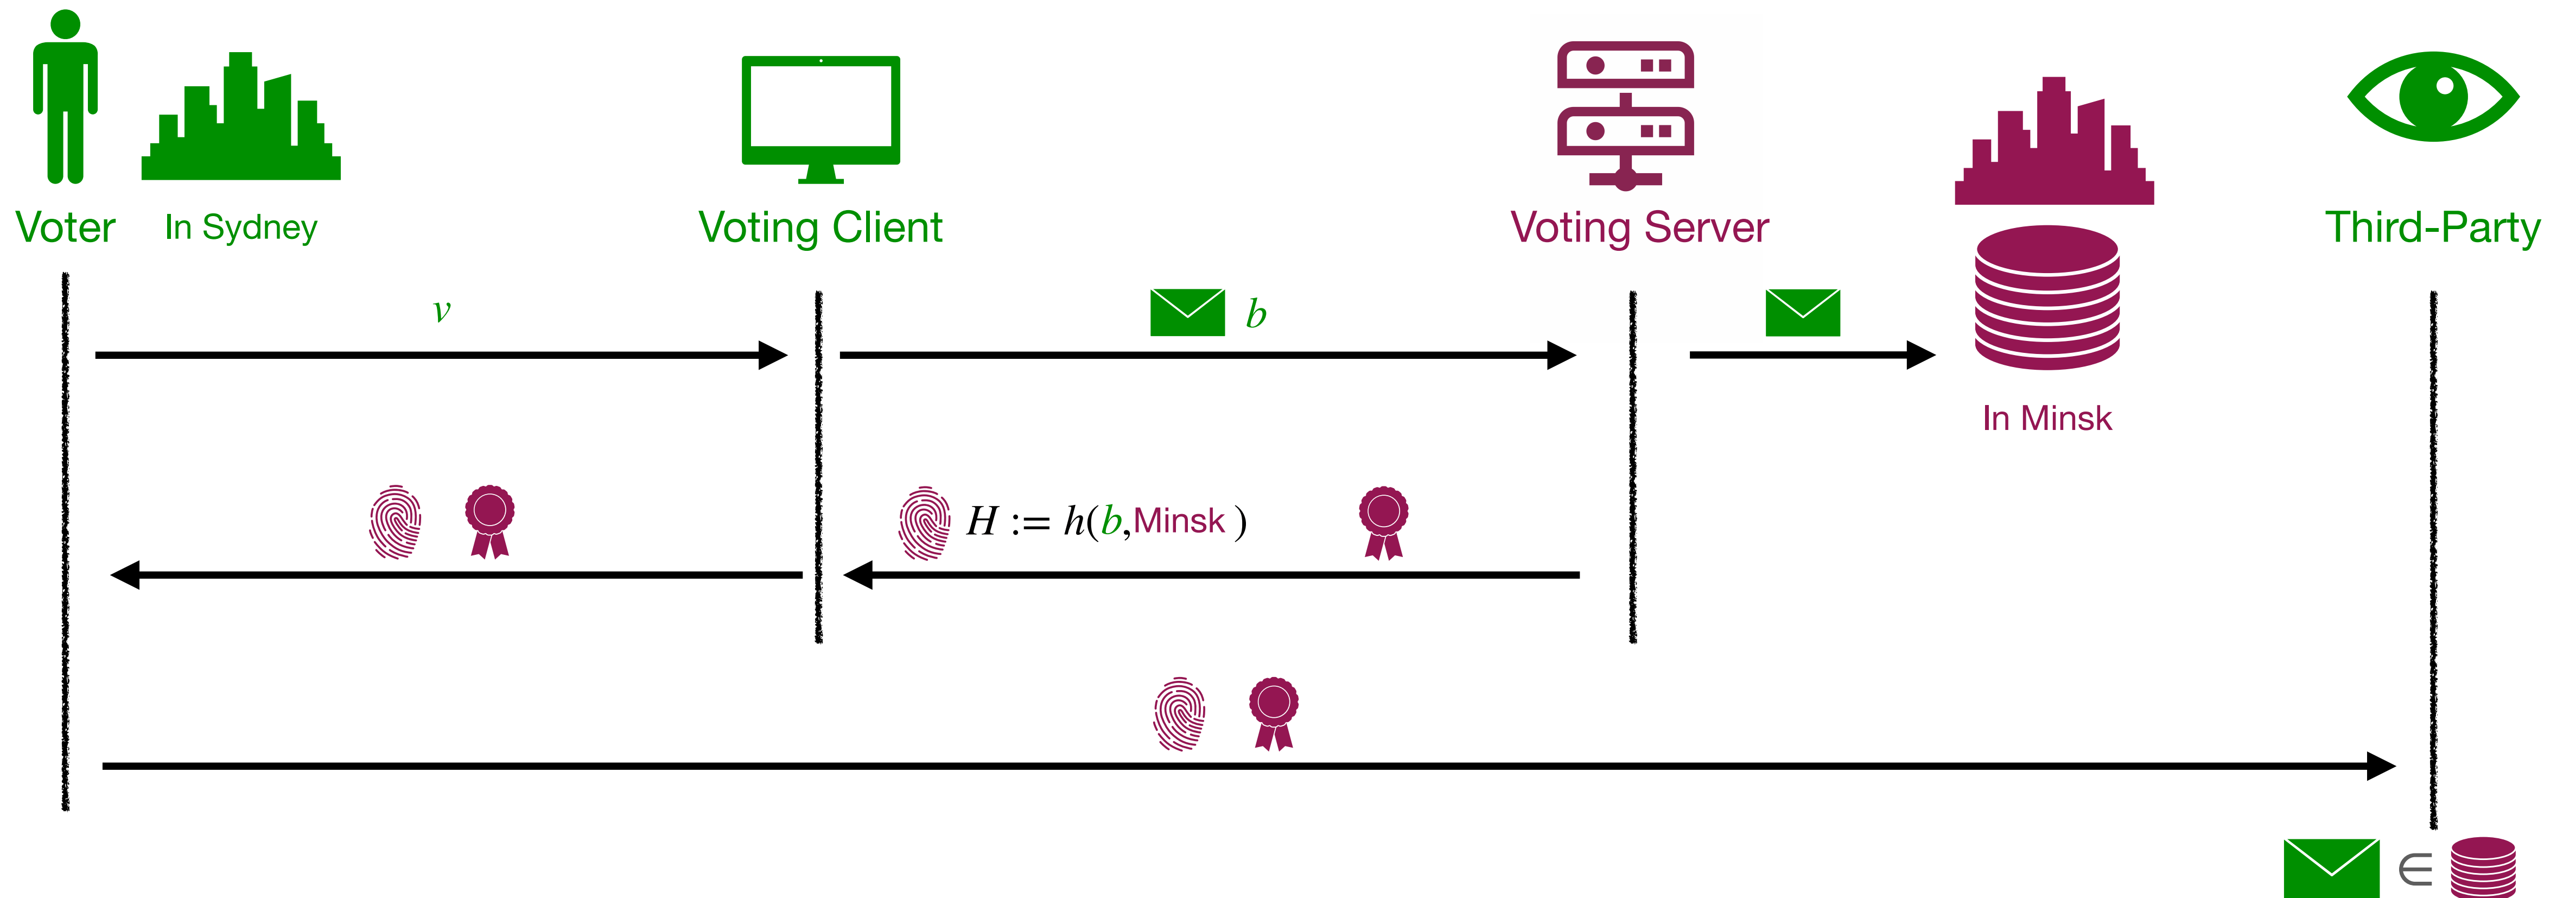 Voter
In Sydney
Voting Client
Voting Server
Third-Party
v
b
In Minsk
H := h(b,Minsk )
∈